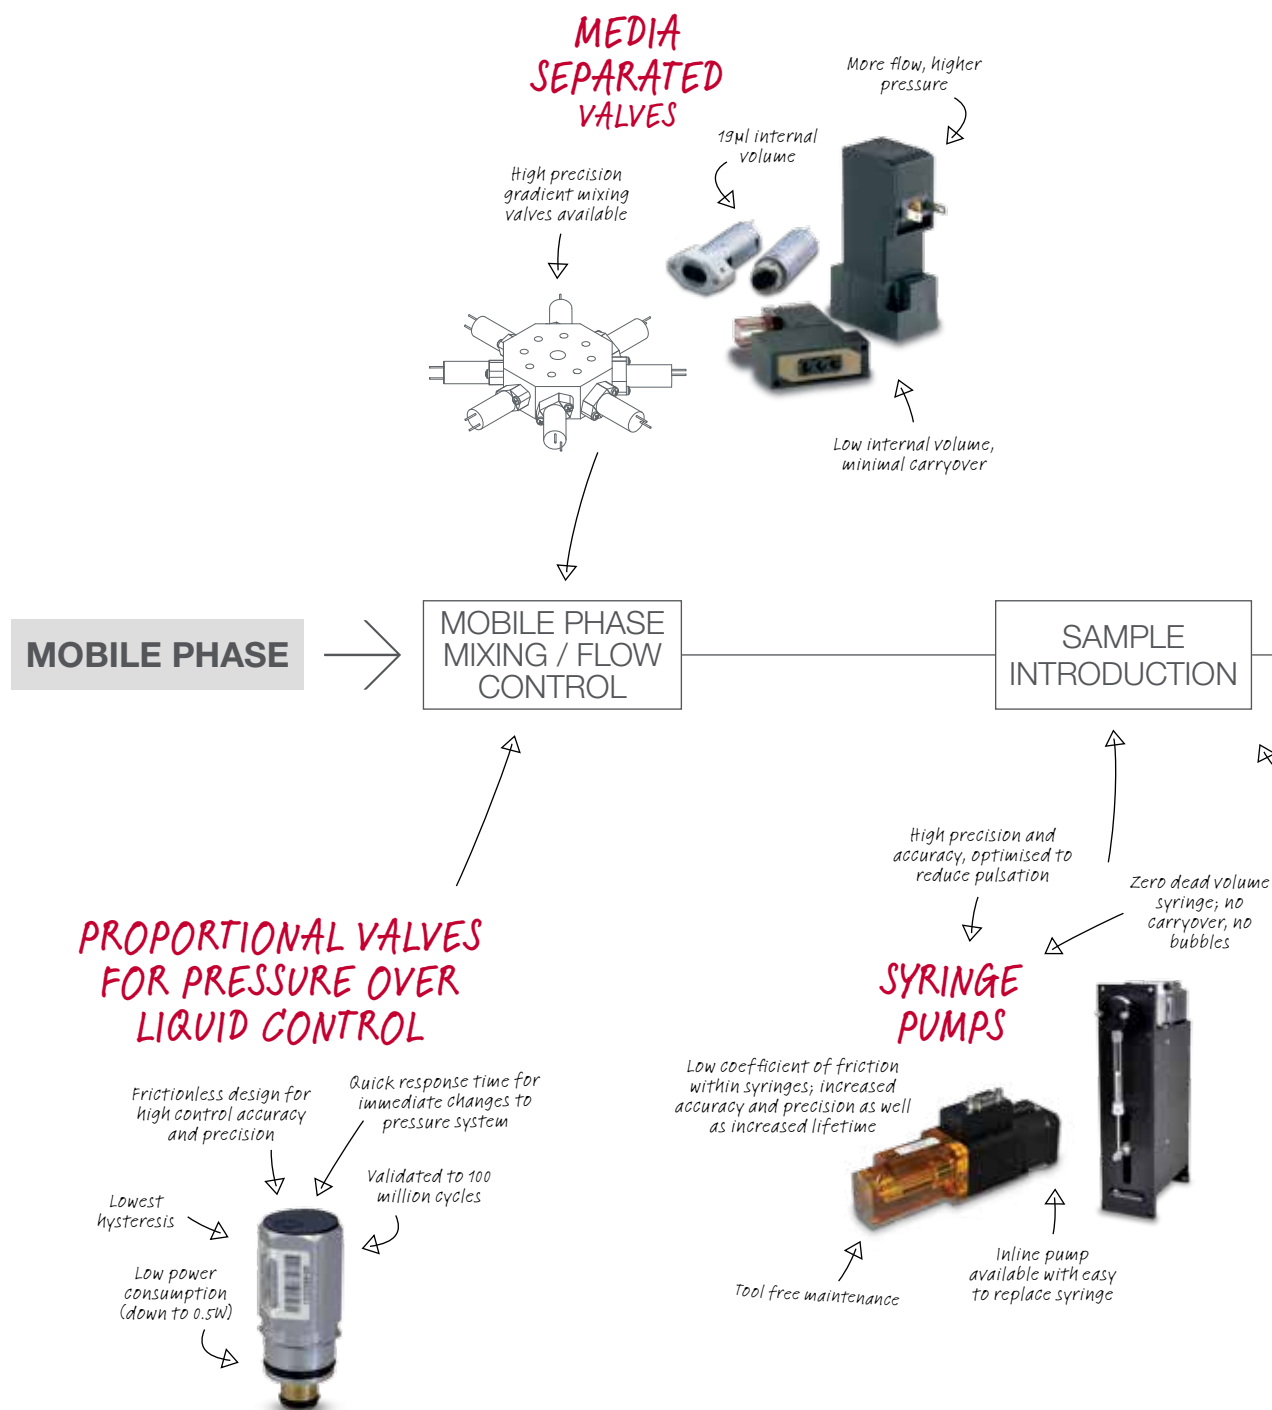 MEDIA
SEPARATED
VALVES
More flow, higher
pressure
19µl internal
volume
High precision
gradient mixing
valves available
Low internal volume,
minimal carryover
MOBILE PHASE
MOBILE PHASE
MIXING / FLOW
CONTROL
SAMPLE
INTRODUCTION
High precision and
accuracy, optimised to
reduce pulsation
Zero dead volume
syringe; no
carryover, no
bubbles
PROPORTIONAL VALVES
FOR PRESSURE OVER
LIQUID CONTROL
SYRINGE
PUMPS
Frictionless design for
high control accuracy
and precision
Quick response time for
immediate changes to
pressure system
Low coefficient of friction
within syringes; increased
accuracy and precision as well
as increased lifetime
Validated to 100
million cycles
Lowest
hysteresis
Low power
consumption
(down to 0.5W)
Tool free maintenance
Inline pump
available with easy
to replace syringe